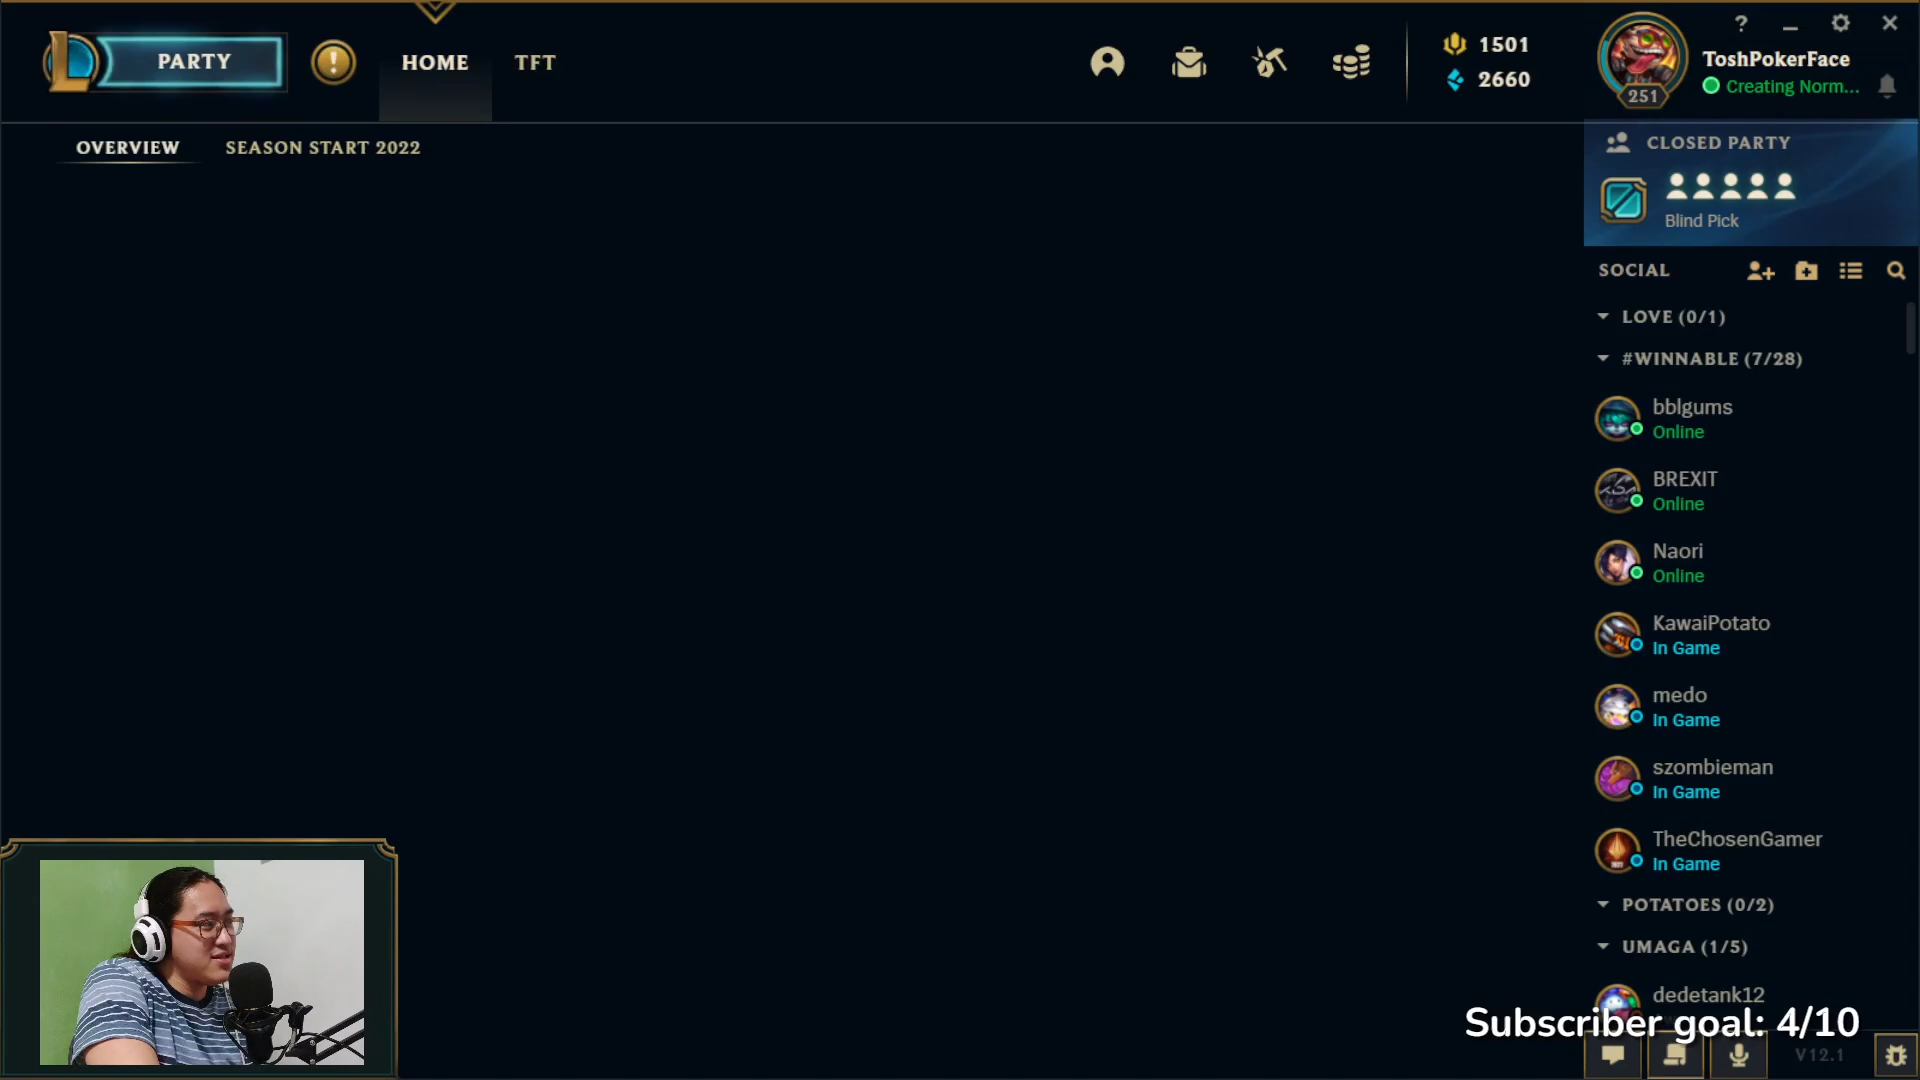 PARTY
HOME
TFT
1501
2660
251
?
ToshPokerFace
Creating Norm...
OVERVIEW
SEASON START 2022
CLOSED PARTY
Blind Pick
SOCIAL
LOVE (0/1)
#WINNABLE (7/28)
bblgums
Online
BREXIT
Online
Naori
Online
KawaiPotato
In Game
medo
In Game
szombieman
In Game
TheChosenGamer
In Game
POTATOES (0/2)
UMAGA (1/5)
dedetank12
Subscriber goal: 4/10
V12.1